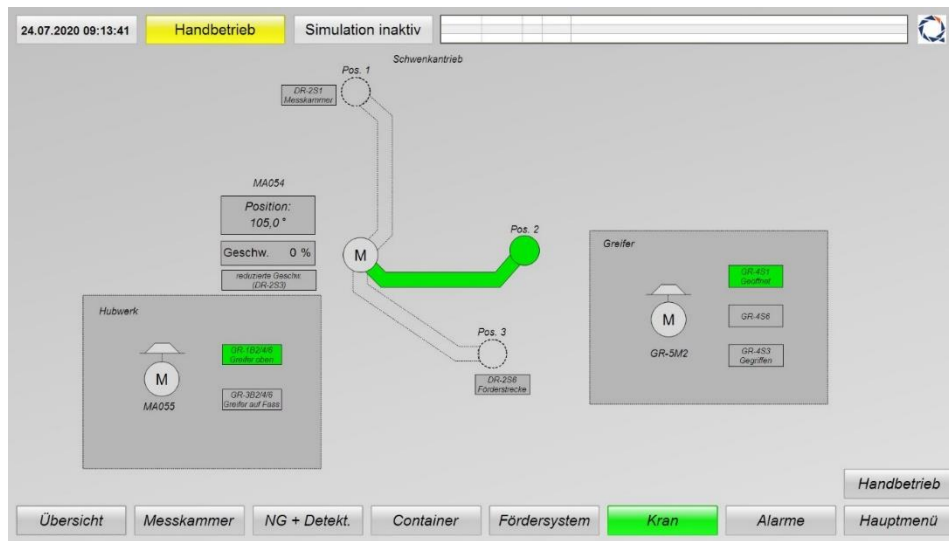 24.07.2020 09:13:41
Handbetrieb
Simulation inaktiv
Schwenkantrieb
Pos. 1
DR-2S1
Messkammer
MA054
Position:
105,0 °
Geschw. 0 %
reduzierte Geschw.
(DR-2S3)
M
Pos. 2
Pos. 3
DR-2S6
Förderstrecke
Hubwerk
M
MA055
GR-1B2/4/6
Greifer oben
GR-3B2/4/6
Greifer auf Fass
Greifer
M
GR-5M2
GR-4S1
Geöffnet
GR-4S6
GR-4S3
Gegriffen
Handbetrieb
Übersicht
Messkammer
NG + Detekt.
Container
Fördersystem
Kran
Alarme
Hauptmenü